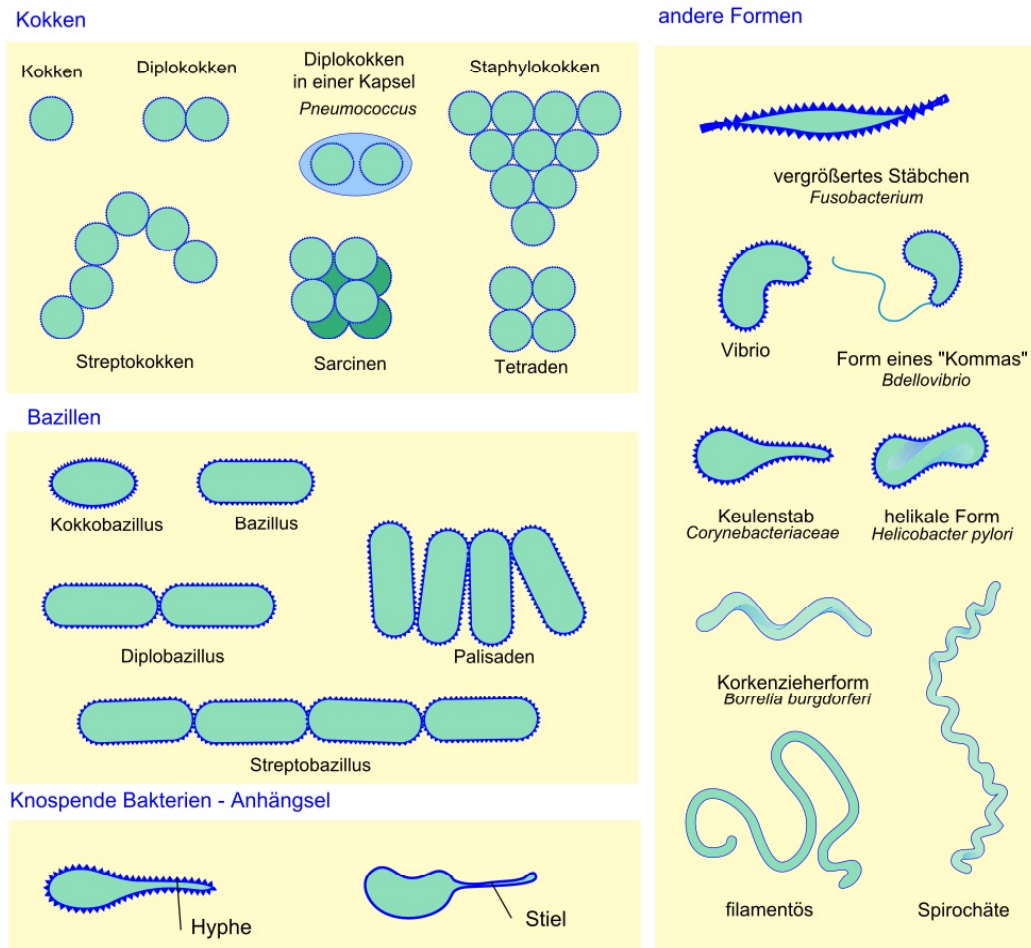 Kokken
Kokken
Diplokokken
Diplokokken
in einer Kapsel
Pneumococcus
Staphylokokken
Streptokokken
Sarcinen
Tetraden
Bazillen
Kokkobazillus
Bazillus
Diplobazillus
Palisaden
Streptobazillus
Knospende Bakterien - Anhängsel
Hyphe
Stiel
andere Formen
vergrößertes Stäbchen
Fusobacterium
Vibrio
Form eines "Kommas"
Bdellovibrio
Keulenstab
Corynebacteriaceae
helikale Form
Helicobacter pylori
Korkenzieherform
Borrelia burgdorferi
filamentös
Spirochäte